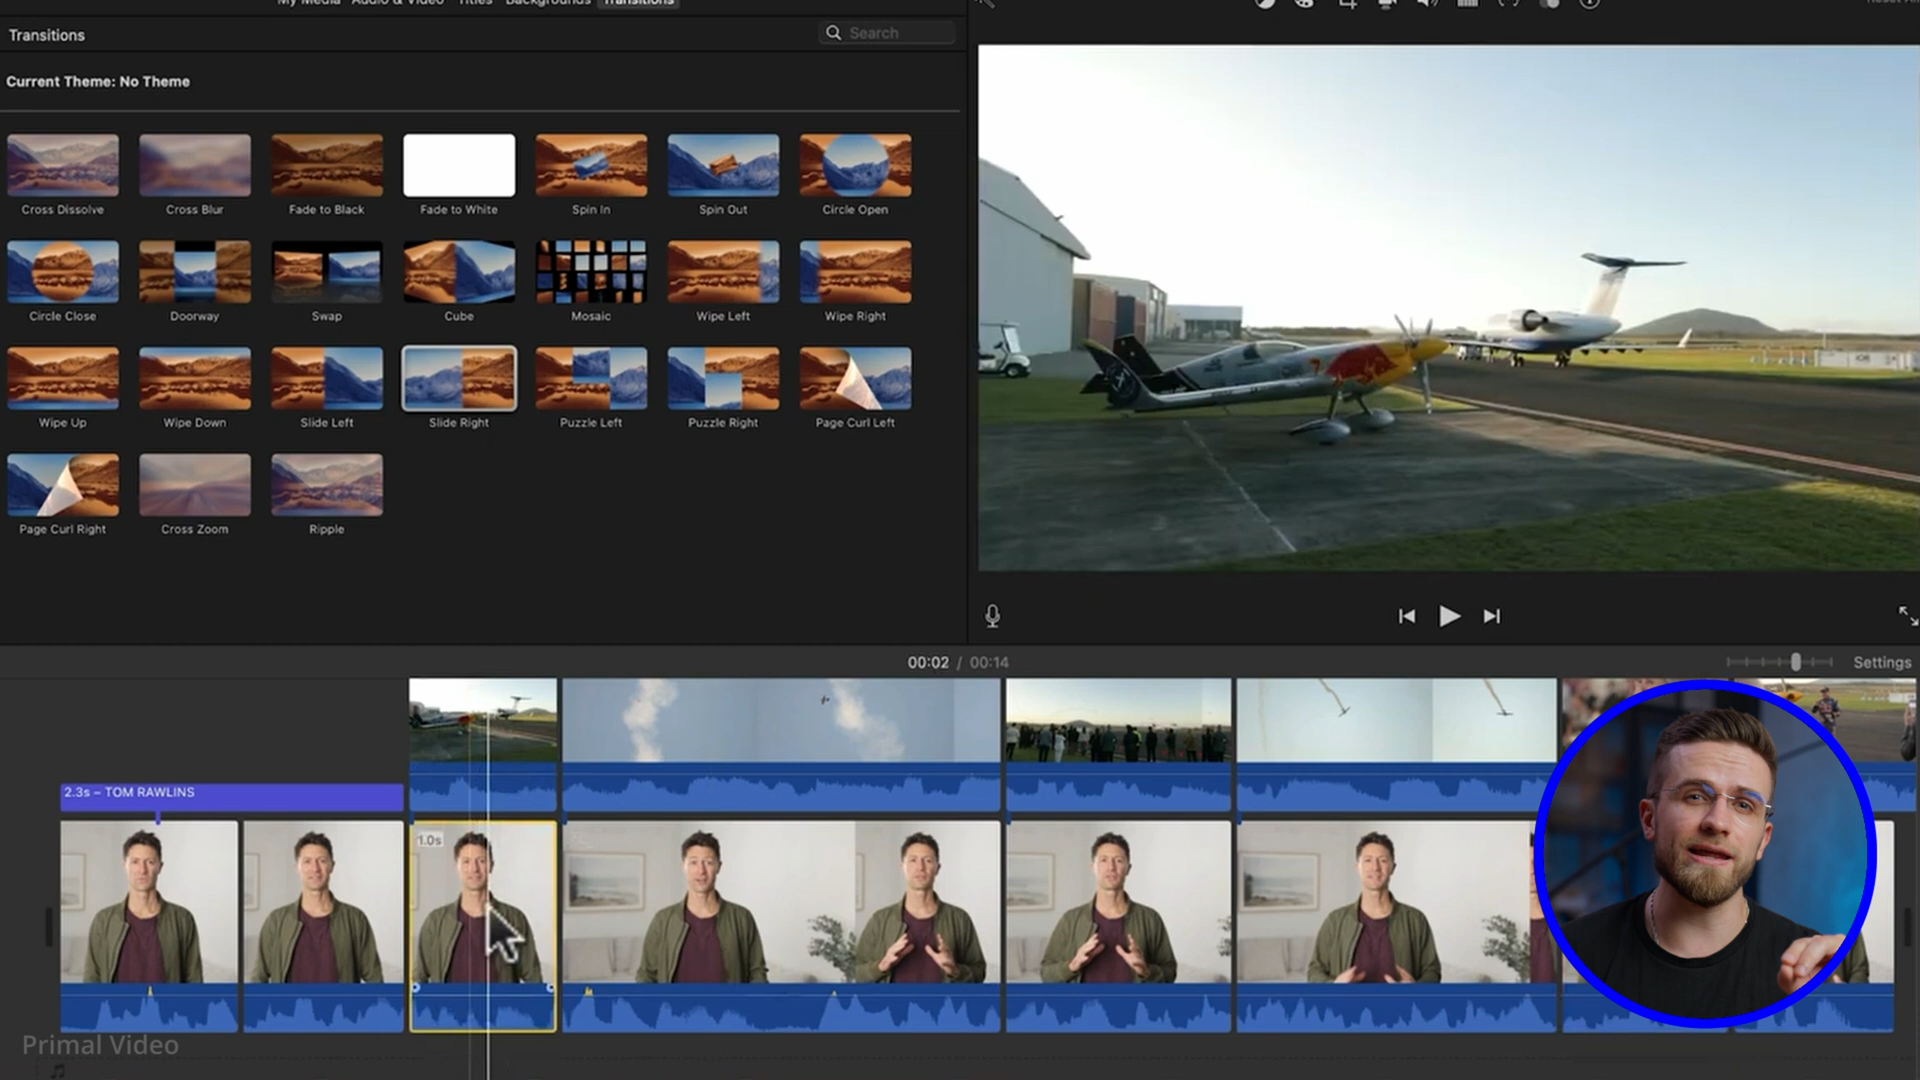 My Media Audio & Video Titles Backgrounds Transitions
Transitions
Search
Current Theme: No Theme
Cross Dissolve Cross Blur Fade to Black Fade to White Spin In Spin Out Circle Open
Circle Close Doorway Swap Cube Mosaic Wipe Left Wipe Right
Wipe Up Wipe Down Slide Left Slide Right Puzzle Left Puzzle Right Page Curl Left
Page Curl Right Cross Zoom Ripple
00:02 / 00:14
Settings
2.3s – TOM RAWLINS
1.0s
Primal Video